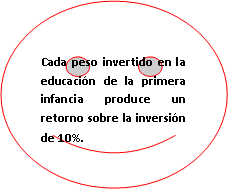 Cada peso invertido en la
educación de la primera
infancia produce un
retorno sobre la inversión
de 10%.